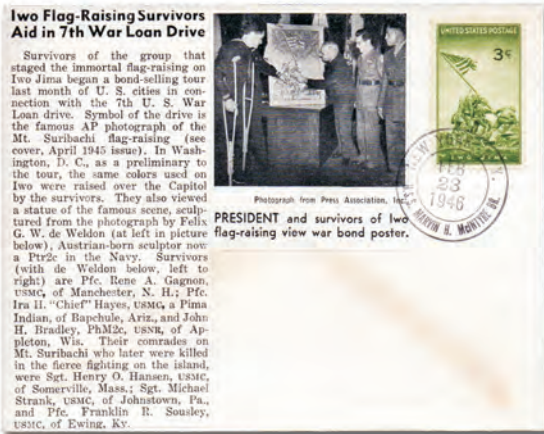 Iwo Flag-Raising Survivors
Aid in 7th War Loan Drive
Survivors of the group that
staged the immortal flag-raising on
Iwo Jima began a bond-selling tour
last month of U. S. cities in con-
nection with the 7th U. S. War
Loan drive. Symbol of the drive is
the famous AP photograph of the
Mt. Suribachi flag-raising (see
cover, April 1945 issue). In Wash-
ington, D. C., as a preliminary to
the tour, the same colors used on
Iwo were raised over the Capitol
by the survivors. They also viewed
a statue of the famous scene, sculp-
tured from the photograph by Felix
G. W. de Weldon (at left in picture
below), Austrian-born sculptor now
a Ptr2c in the Navy. Survivors
(with de Weldon below, left to
right) are Pfc. Rene A. Gagnon,
USMC, of Manchester, N. H.; Pfc.
Ira H. "Chief" Hayes, USMC, a Pima
Indian, of Bapchule, Ariz., and John
H. Bradley, PhM2c, USNR, of Ap-
pleton, Wis. Their comrades on
Mt. Suribachi who later were killed
in the fierce fighting on the island,
were Sgt. Henry O. Hansen, USMC,
of Somerville, Mass.; Sgt. Michael
Strank, USMC, of Johnstown, Pa.,
and Pfc. Franklin R. Sousley,
USMC, of Ewing, Ky.
Photograph from Press Association, Inc.
PRESIDENT and survivors of Iwo
flag-raising view war bond poster.
UNITED STATES POSTAGE
3¢
FEB
23
1946
U.S.S. MARVIN H. McINTYRE